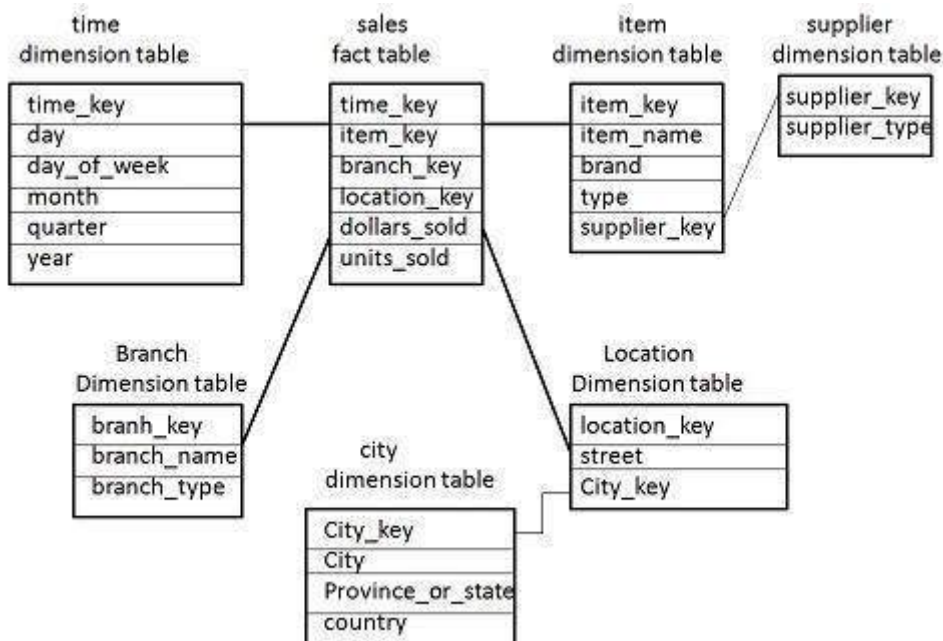 time
dimension table
time_key
day
day_of_week
month
quarter
year
sales
fact table
time_key
item_key
branch_key
location_key
dollars_sold
units_sold
item
dimension table
item_key
item_name
brand
type
supplier_key
supplier
dimension table
supplier_key
supplier_type
Branch
Dimension table
branh_key
branch_name
branch_type
city
dimension table
City_key
City
Province_or_state
country
Location
Dimension table
location_key
street
City_key